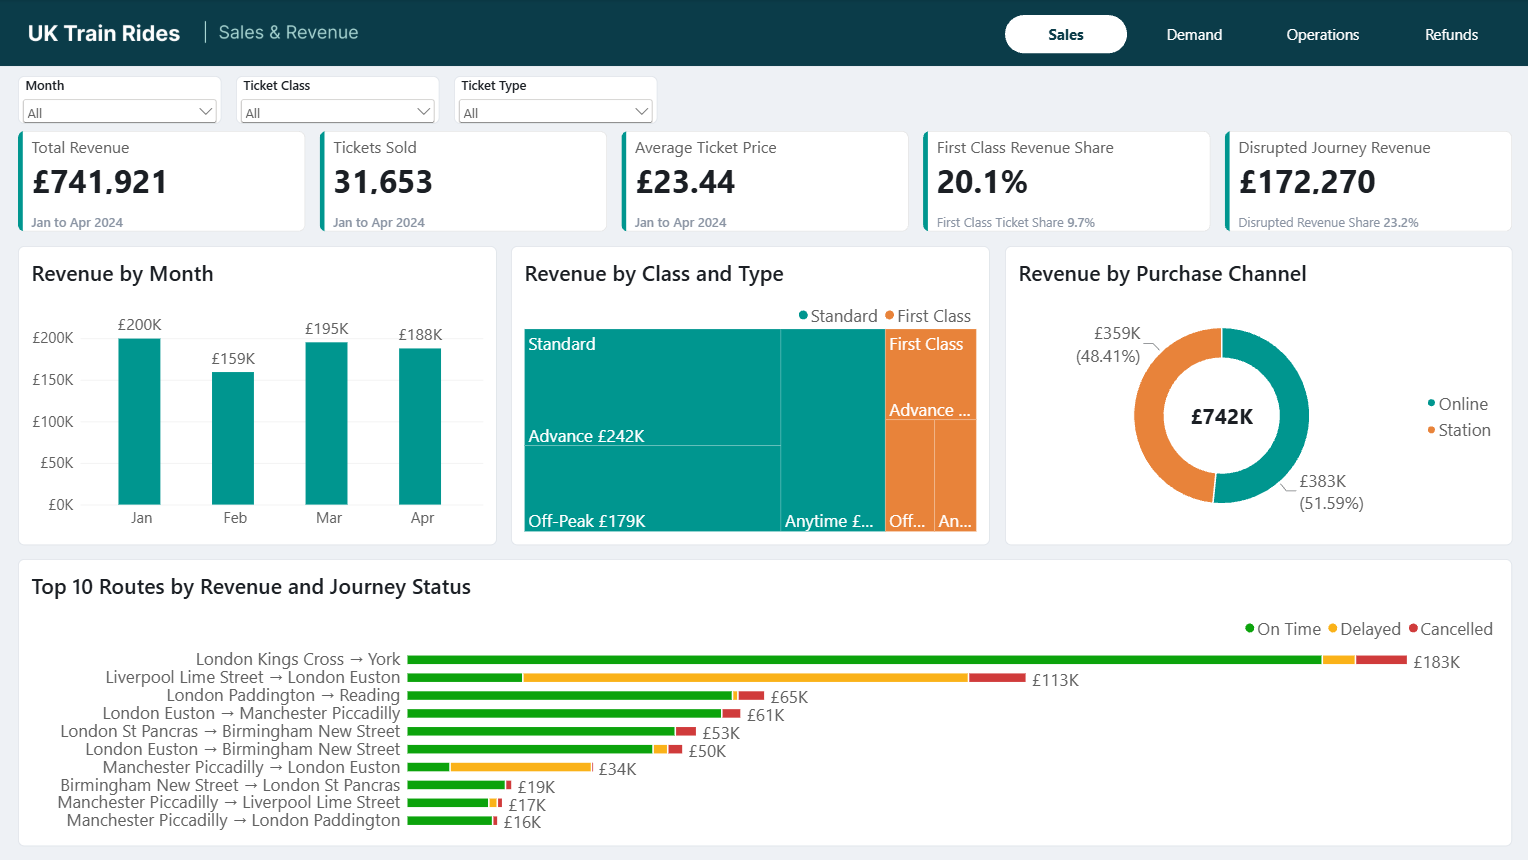 UK Train Rides
Sales & Revenue
Sales
Demand
Operations
Refunds
Month
All
Ticket Class
All
Ticket Type
All
Total Revenue
£741,921
Jan to Apr 2024
Tickets Sold
31,653
Jan to Apr 2024
Average Ticket Price
£23.44
Jan to Apr 2024
First Class Revenue Share
20.1%
First Class Ticket Share 9.7%
Disrupted Journey Revenue
£172,270
Disrupted Revenue Share 23.2%
Revenue by Month
£200K
£150K
£100K
£50K
£0K
£200K
£159K
£195K
£188K
Jan
Feb
Mar
Apr
Revenue by Class and Type
Standard
First Class
Standard
Advance £242K
Off-Peak £179K
Anytime £...
First Class
Advance ...
Off...
An...
Revenue by Purchase Channel
£359K
(48.41%)
£742K
£383K
(51.59%)
Online
Station
Top 10 Routes by Revenue and Journey Status
On Time
Delayed
Cancelled
London Kings Cross → York £183K
Liverpool Lime Street → London Euston £113K
London Paddington → Reading £65K
London Euston → Manchester Piccadilly £61K
London St Pancras → Birmingham New Street £53K
London Euston → Birmingham New Street £50K
Manchester Piccadilly → London Euston £34K
Birmingham New Street → London St Pancras £19K
Manchester Piccadilly → Liverpool Lime Street £17K
Manchester Piccadilly → London Paddington £16K